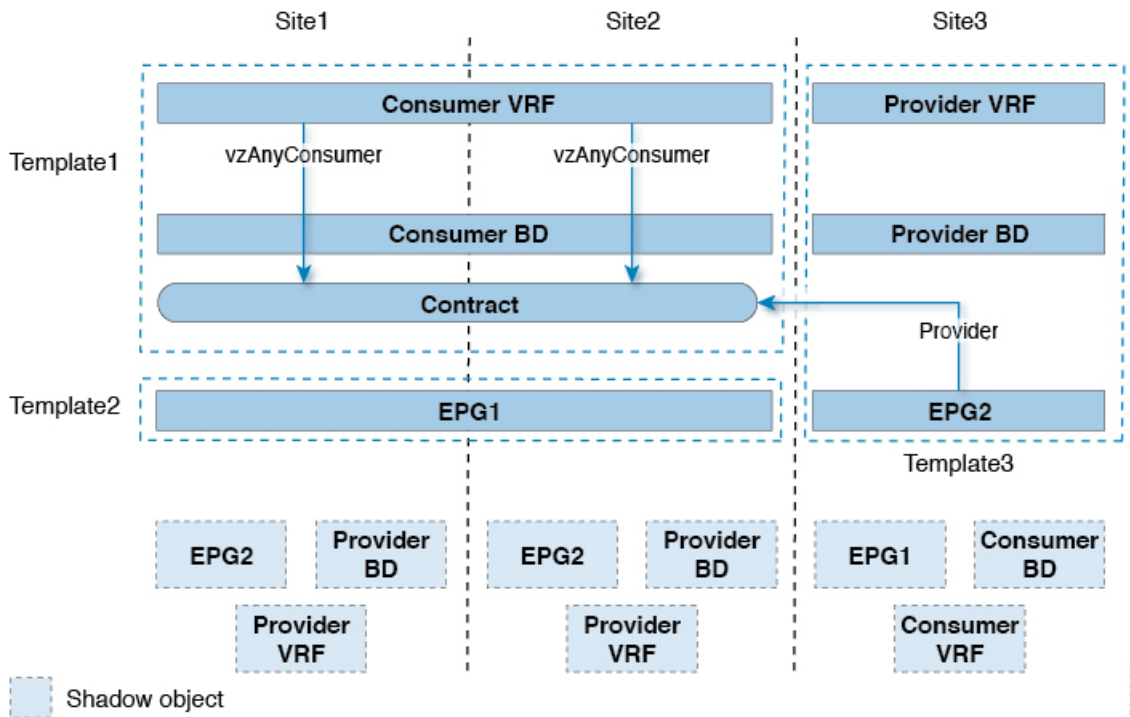 Site1
Site2
Site3
Consumer VRF
Provider VRF
Template1
vzAnyConsumer
vzAnyConsumer
Consumer BD
Provider BD
Contract
Provider
Template2
EPG1
EPG2
Template3
EPG2
Provider
BD
EPG2
Provider
BD
EPG1
Consumer
BD
Provider
VRF
Provider
VRF
Consumer
VRF
Shadow object